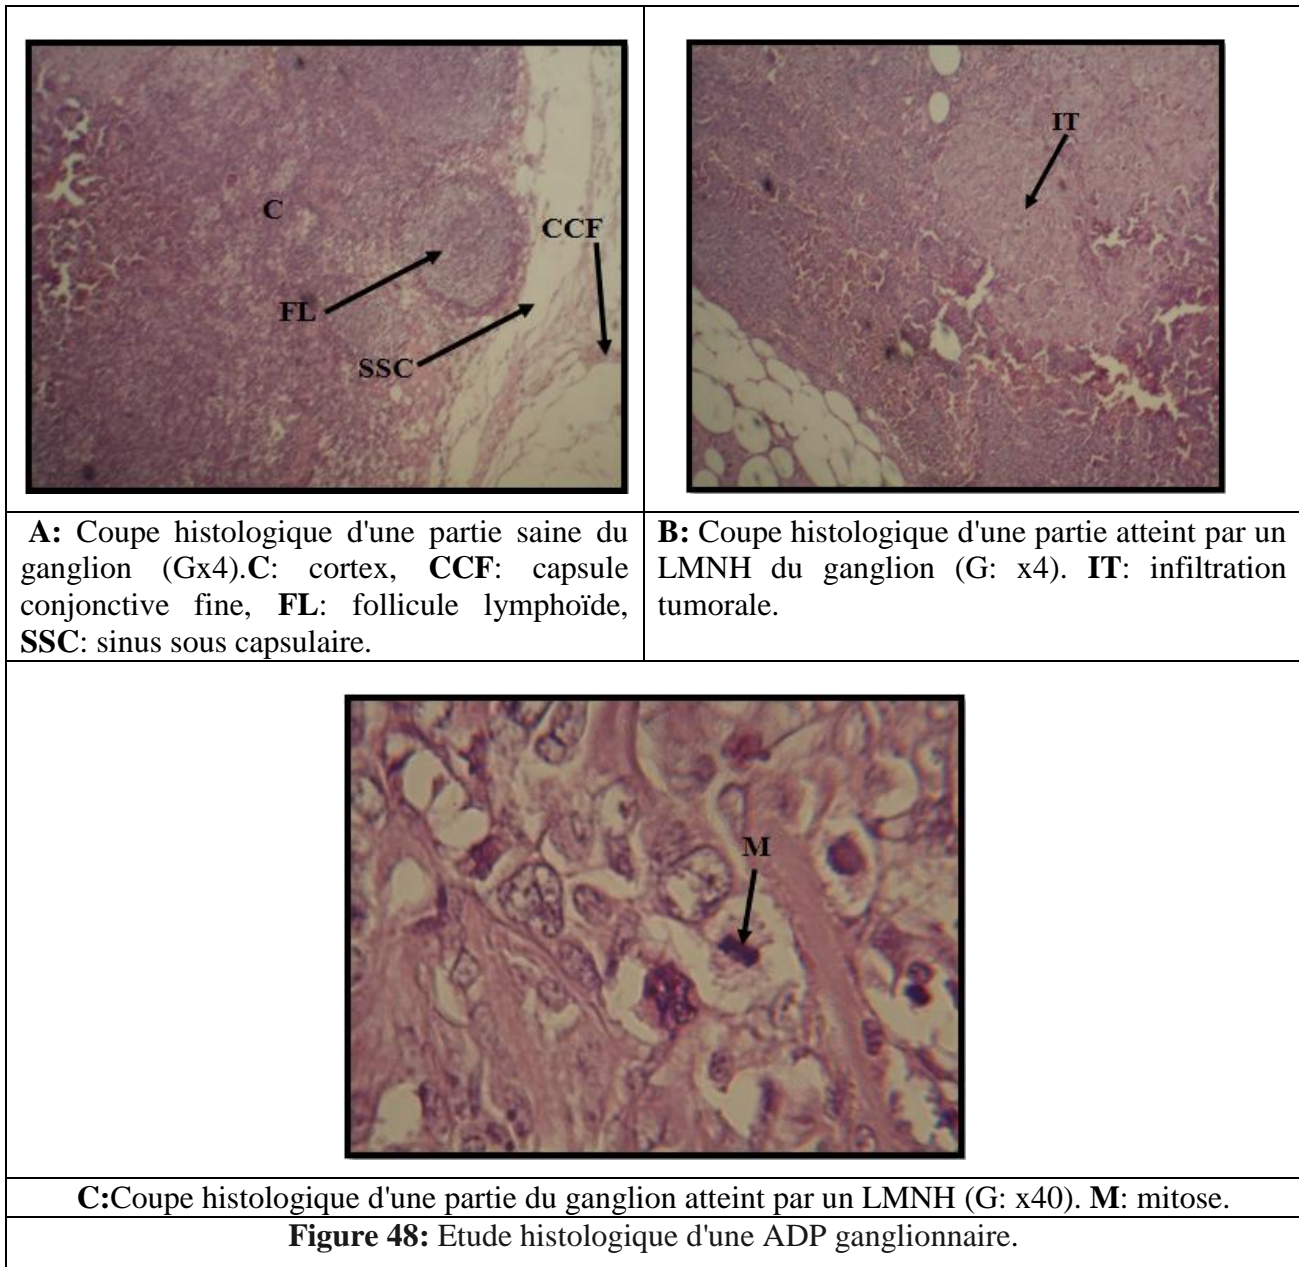 C
FL
SSC
CCF
IT
A: Coupe histologique d'une partie saine du
ganglion (Gx4).C: cortex, CCF: capsule
conjonctive fine, FL: follicule lymphoïde,
SSC: sinus sous capsulaire.
B: Coupe histologique d'une partie atteint par un
LMNH du ganglion (G: x4). IT: infiltration
tumorale.
M
C:Coupe histologique d'une partie du ganglion atteint par un LMNH (G: x40). M: mitose.
Figure 48: Etude histologique d'une ADP ganglionnaire.